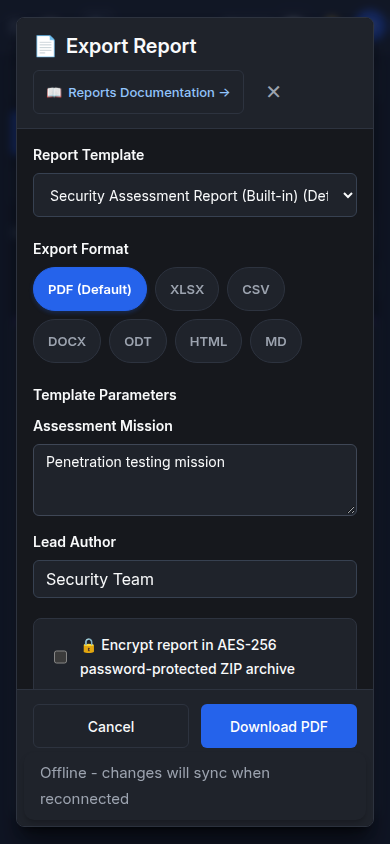 📄 Export Report
📖 Reports Documentation →
✕
Report Template
Security Assessment Report (Built-in) (Def
Export Format
PDF (Default)
XLSX
CSV
DOCX
ODT
HTML
MD
Template Parameters
Assessment Mission
Penetration testing mission
Lead Author
Security Team
🔒 Encrypt report in AES-256
password-protected ZIP archive
Cancel
Download PDF
Offline - changes will sync when
reconnected